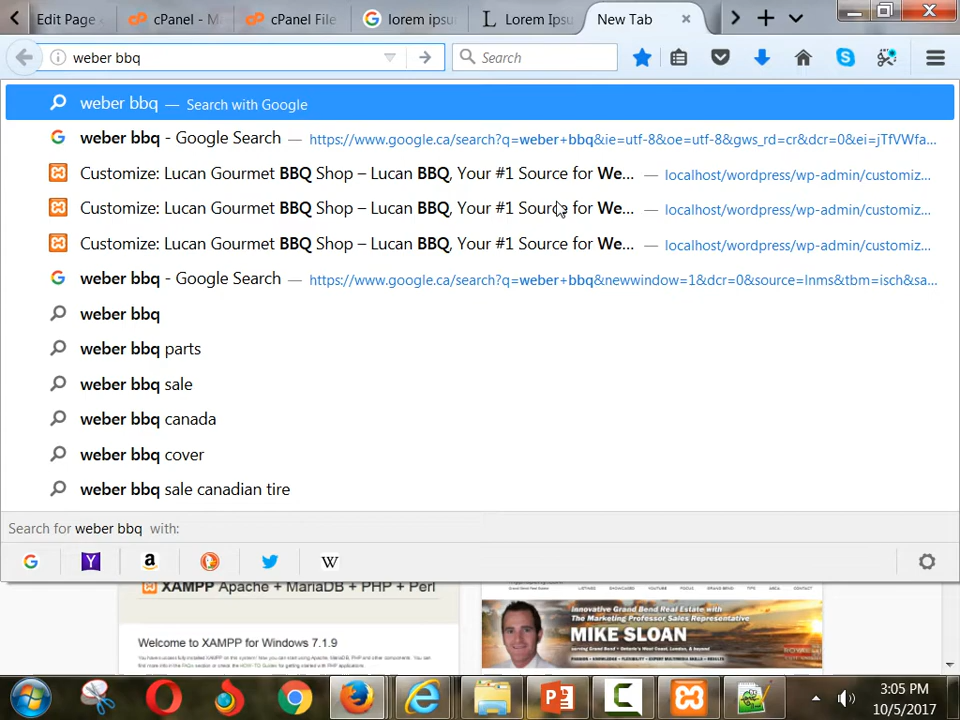 Edit Page
cPanel - M
cPanel File
lorem ipsu
Lorem Ipsu
New Tab
weber bbq
Search
weber bbq — Search with Google
weber bbq - Google Search — https://www.google.ca/search?q=weber+bbq&ie=utf-8&oe=utf-8&gws_rd=cr&dcr=0&ei=jTfVWfa...
Customize: Lucan Gourmet BBQ Shop – Lucan BBQ, Your #1 Source for We... — localhost/wordpress/wp-admin/customiz...
Customize: Lucan Gourmet BBQ Shop – Lucan BBQ, Your #1 Source for We... — localhost/wordpress/wp-admin/customiz...
Customize: Lucan Gourmet BBQ Shop – Lucan BBQ, Your #1 Source for We... — localhost/wordpress/wp-admin/customiz...
weber bbq - Google Search — https://www.google.ca/search?q=weber+bbq&newwindow=1&dcr=0&source=lnms&tbm=isch&sa...
weber bbq
weber bbq parts
weber bbq sale
weber bbq canada
weber bbq cover
weber bbq sale canadian tire
Search for weber bbq with:
XAMPP Apache + MariaDB + PHP + Perl
Welcome to XAMPP for Windows 7.1.9
Innovative Grand Bend Real Estate with
The Marketing Professor Sales Representative
MIKE SLOAN
serving Grand Bend • Ontario's West Coast, London, & beyond
3:05 PM
10/5/2017